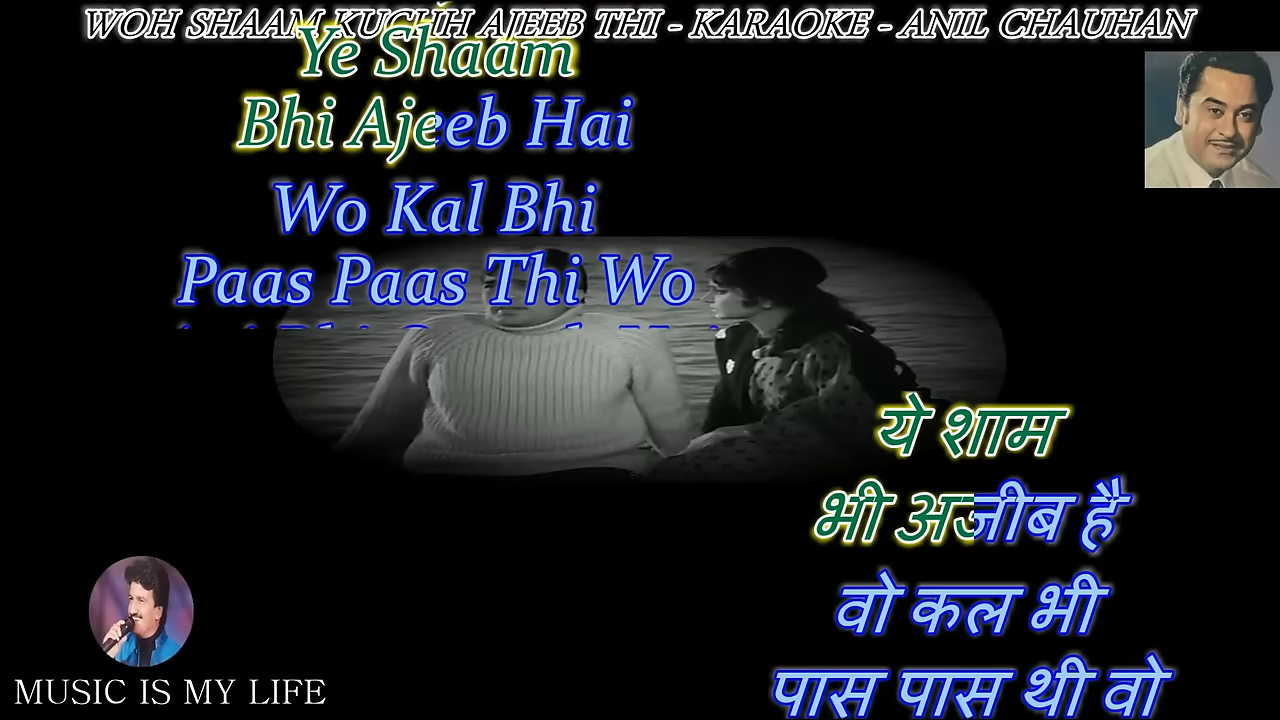 WOH SHAAM KUCHH AJEEB THI - KARAOKE - ANIL CHAUHAN
Ye Shaam
Bhi Ajeeb Hai
Wo Kal Bhi
Paas Paas Thi Wo
ये शाम
भी अजीब है
वो कल भी
पास पास थी वो
MUSIC IS MY LIFE